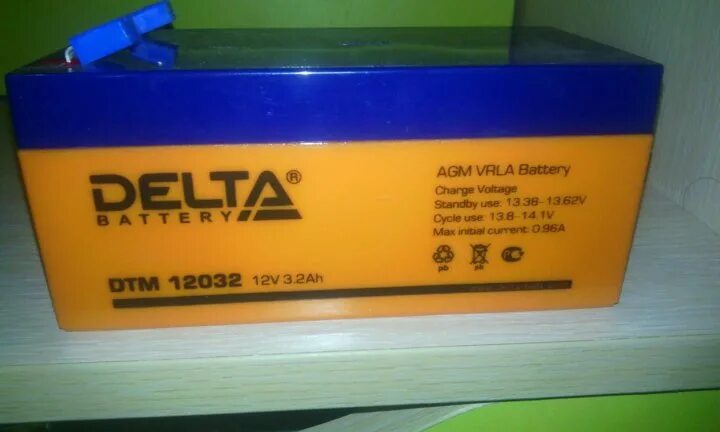 DELTA®
BATTERY
DTM 12032 12V 3.2Ah
AGM VRLA Battery
Charge Voltage
Standby use: 13.38-13.62V
Cycle use: 13.8-14.1V
Max initial current: 0.96A
pb pb